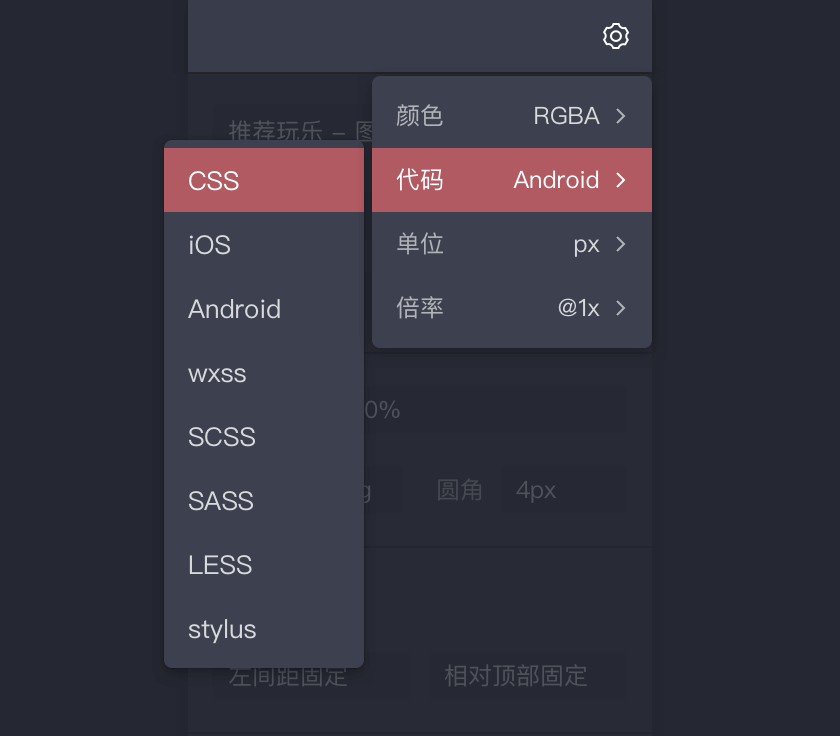 颜色 RGBA
推荐玩乐 – 图
代码 Android
单位 px
倍率 @1x
CSS
iOS
Android
wxss
SCSS
SASS
LESS
stylus
0%
g 圆角 4px
左间距固定 相对顶部固定